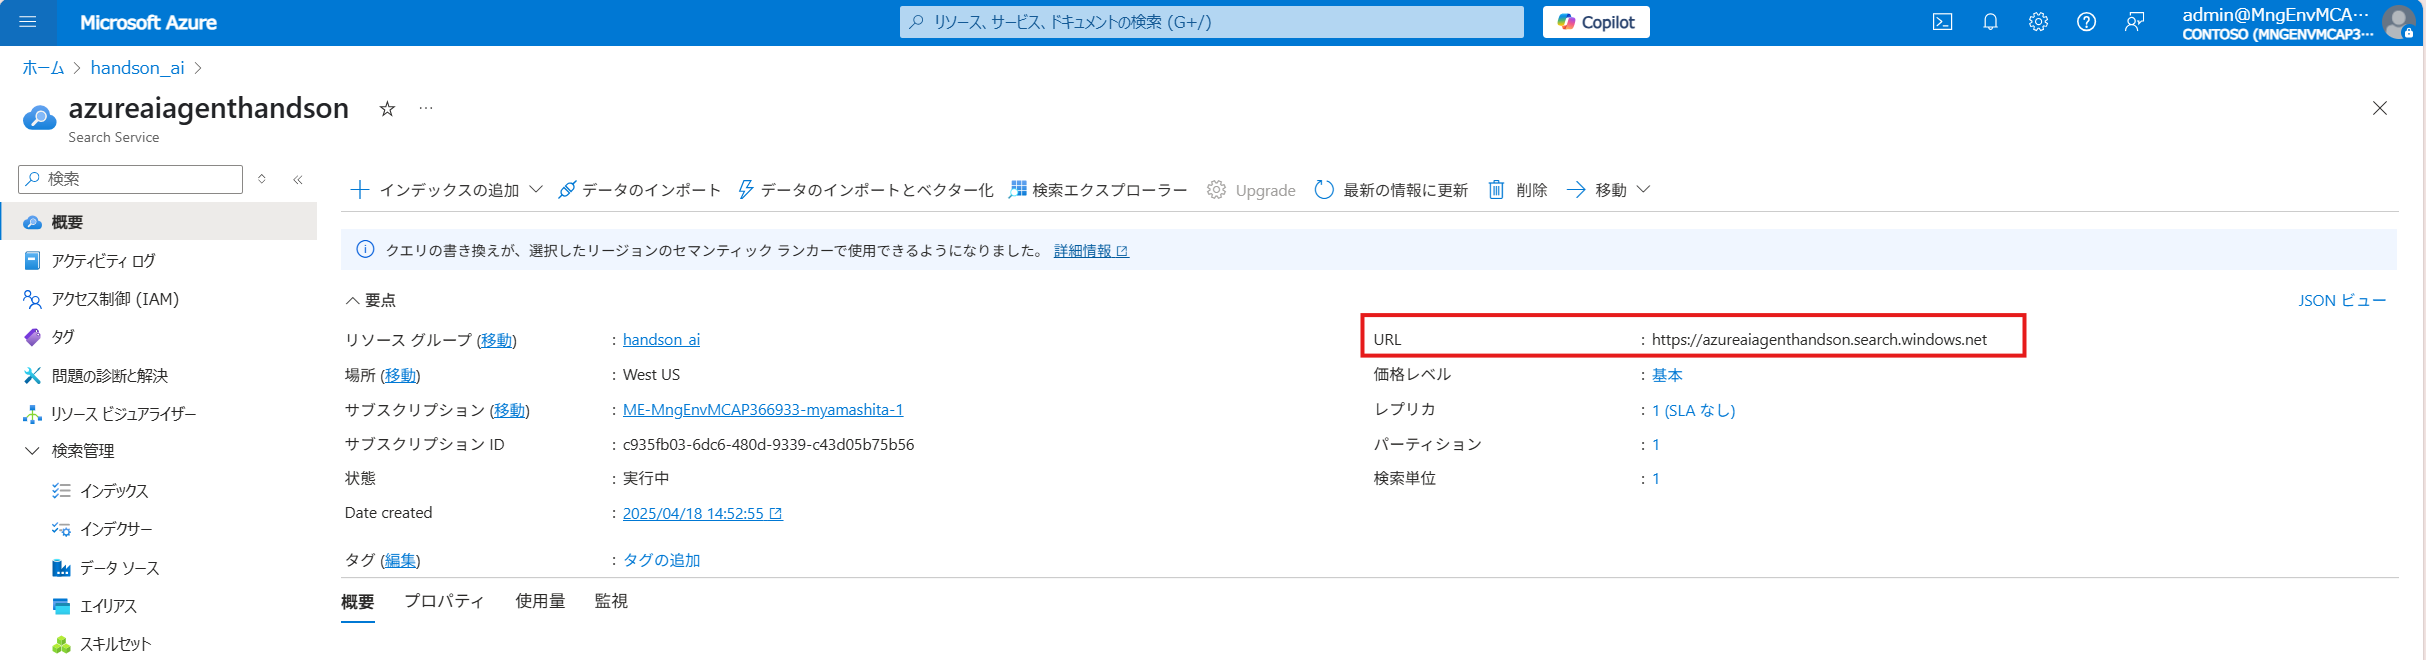 Microsoft Azure
リソース、サービス、ドキュメントの検索 (G+/)
Copilot
admin@MngEnvMCA...
CONTOSO (MNGENVMCAP3...
ホーム > handson_ai >
azureaiagenthandson
...
Search Service
検索
インデックスの追加
データのインポート
データのインポートとベクター化
検索エクスプローラー
Upgrade
最新の情報に更新
削除
移動
概要
アクティビティ ログ
アクセス制御 (IAM)
タグ
問題の診断と解決
リソース ビジュアライザー
検索管理
インデックス
インデクサー
データ ソース
エイリアス
スキルセット
クエリの書き換えが、選択したリージョンのセマンティック ランカーで使用できるようになりました。 詳細情報
要点
JSON ビュー
リソース グループ (移動) : handson_ai
場所 (移動) : West US
サブスクリプション (移動) : ME-MngEnvMCAP366933-myamashita-1
サブスクリプション ID : c935fb03-6dc6-480d-9339-c43d05b75b56
状態 : 実行中
Date created : 2025/04/18 14:52:55
タグ (編集) : タグの追加
URL : https://azureaiagenthandson.search.windows.net
価格レベル : 基本
レプリカ : 1 (SLA なし)
パーティション : 1
検索単位 : 1
概要 プロパティ 使用量 監視